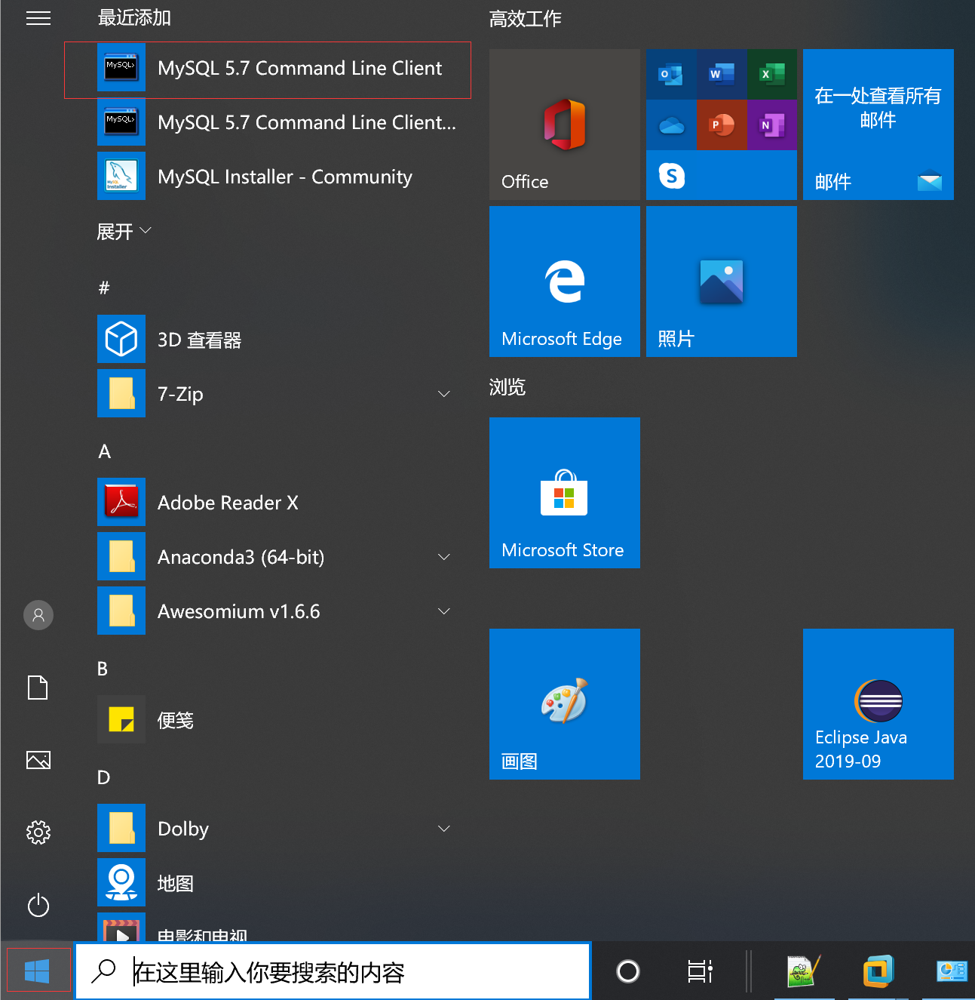 最近添加
MySQL 5.7 Command Line Client
MySQL 5.7 Command Line Client...
MySQL Installer - Community
展开
#
3D 查看器
7-Zip
A
Adobe Reader X
Anaconda3 (64-bit)
Awesomium v1.6.6
B
便笺
D
Dolby
地图
电影和电视
高效工作
Office
在一处查看所有
邮件
邮件
Microsoft Edge
照片
浏览
Microsoft Store
画图
Eclipse Java
2019-09
在这里输入你要搜索的内容